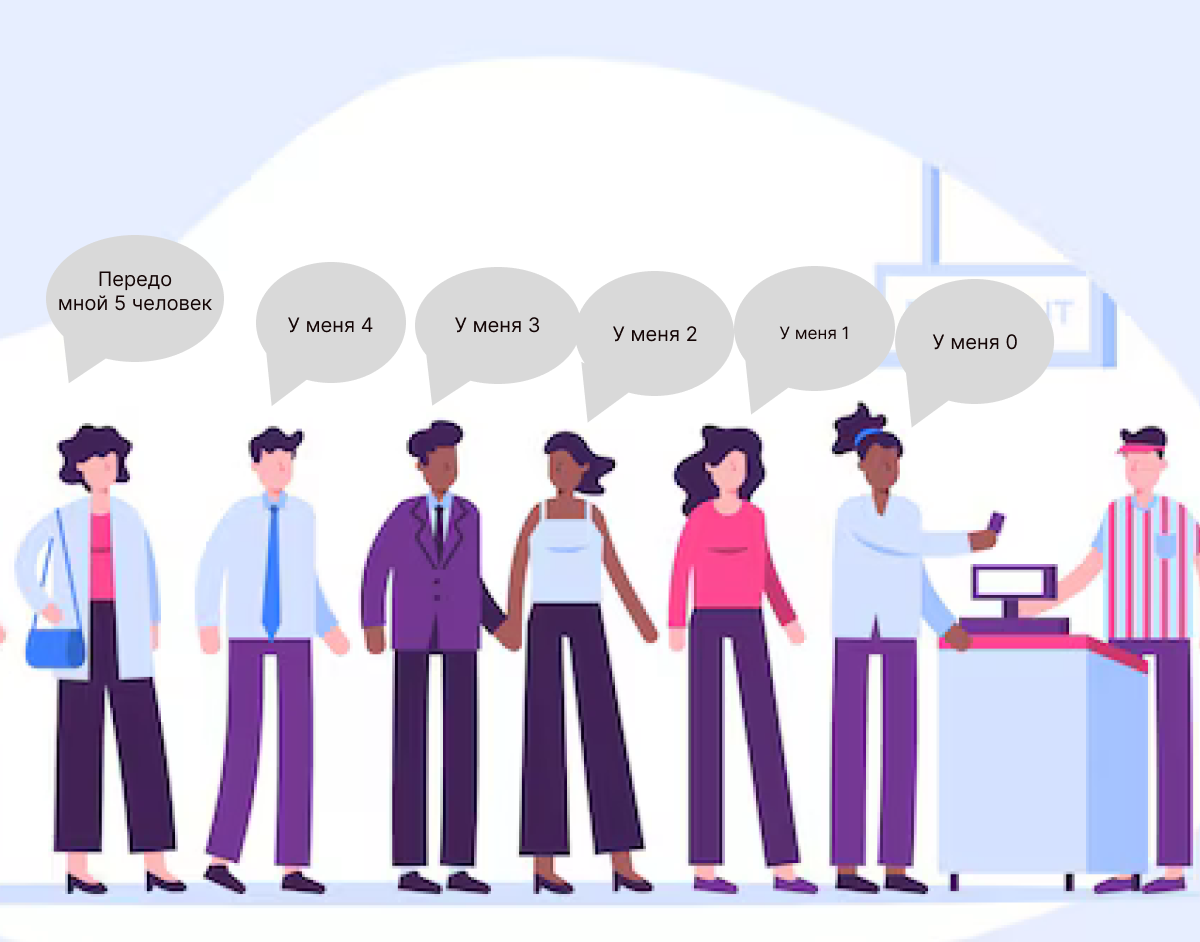 Передо
мной 5 человек
У меня 4
У меня 3
У меня 2
У меня 1
У меня 0